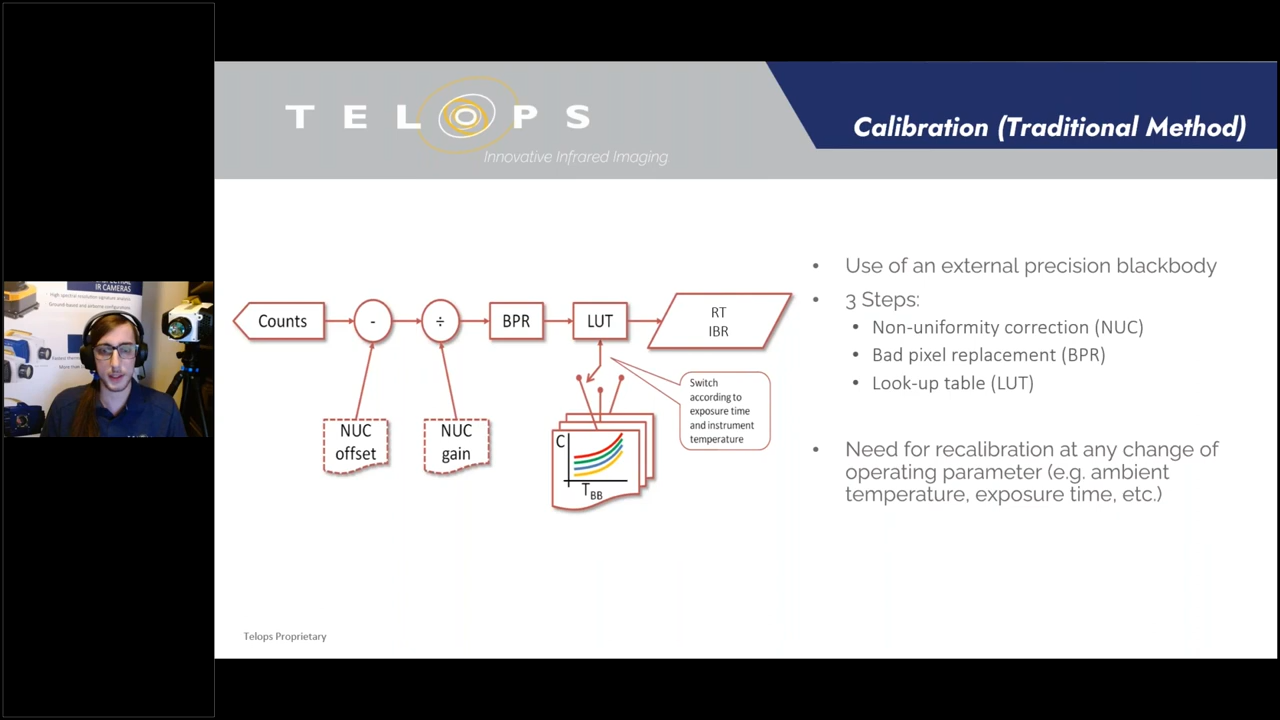 TELOPS
Innovative Infrared Imaging
Calibration (Traditional Method)
IR CAMERAS
Counts
-
÷
BPR
LUT
RT
IBR
NUC
offset
NUC
gain
C
T BB
Switch
according to
exposure time
and instrument
temperature
• Use of an external precision blackbody
• 3 Steps:
• Non-uniformity correction (NUC)
• Bad pixel replacement (BPR)
• Look-up table (LUT)
• Need for recalibration at any change of
operating parameter (e.g. ambient
temperature, exposure time, etc.)
Telops Proprietary